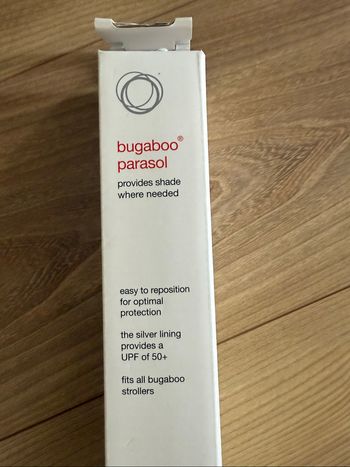 bugaboo®
parasol
provides shade
where needed
easy to reposition
for optimal
protection
the silver lining
provides a
UPF of 50+
fits all bugaboo
strollers